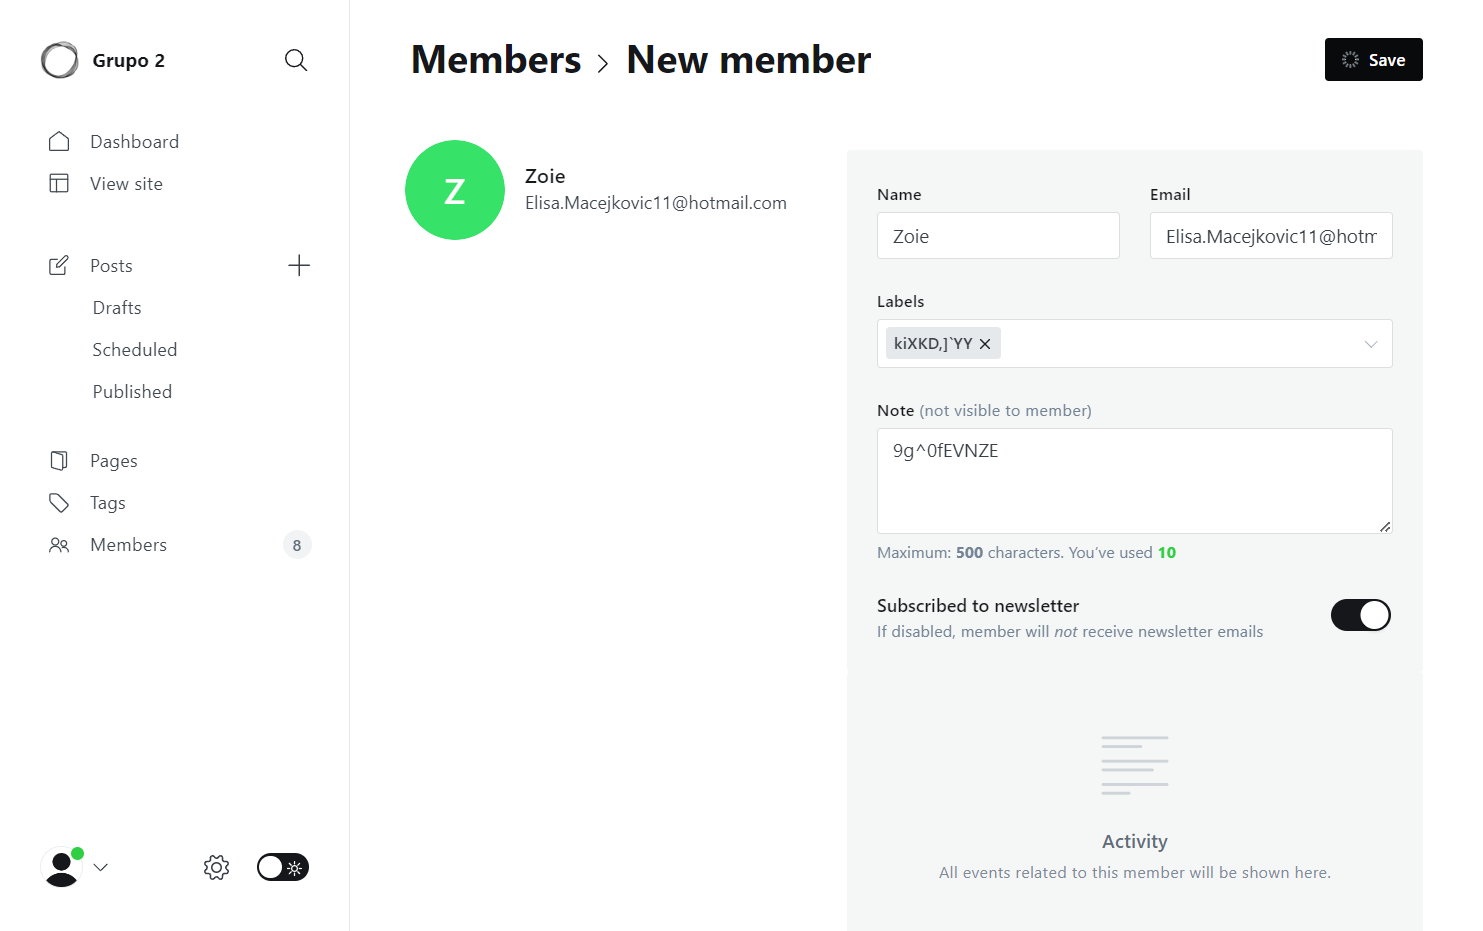 Grupo 2
Dashboard
View site
Posts
Drafts
Scheduled
Published
Pages
Tags
Members 8
Members > New member
Save
Z
Zoie
Elisa.Macejkovic11@hotmail.com
Name
Zoie
Email
Elisa.Macejkovic11@hotm
Labels
kiXKD,]`YY
Note (not visible to member)
9g^0fEVNZE
Maximum: 500 characters. You’ve used 10
Subscribed to newsletter
If disabled, member will not receive newsletter emails
Activity
All events related to this member will be shown here.